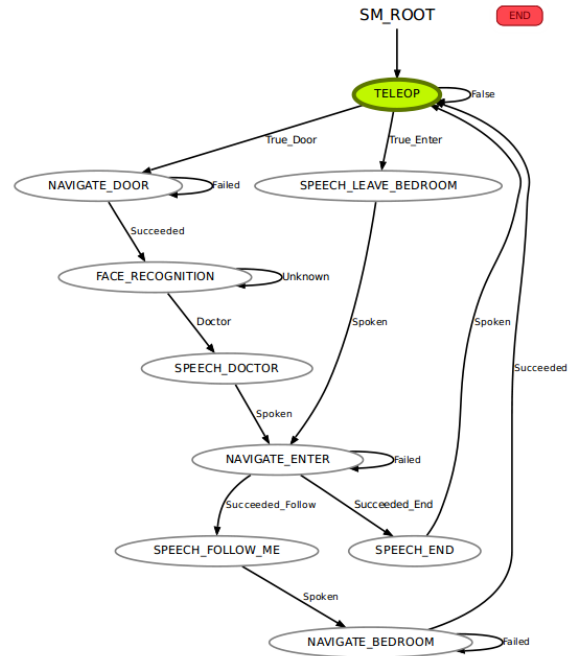 SM_ROOT
END
TELEOP
False
True_Door
True_Enter
NAVIGATE_DOOR
Failed
SPEECH_LEAVE_BEDROOM
Succeeded
FACE_RECOGNITION
Unknown
Doctor
Spoken
Spoken
SPEECH_DOCTOR
Succeeded
Spoken
NAVIGATE_ENTER
Failed
Succeeded_Follow
Succeeded_End
SPEECH_FOLLOW_ME
SPEECH_END
Spoken
NAVIGATE_BEDROOM
Failed